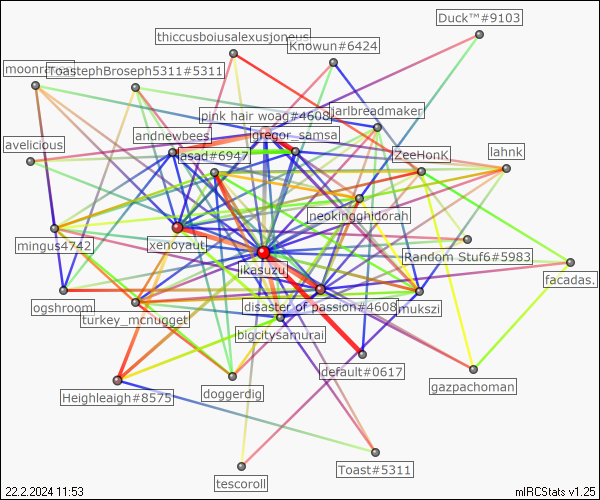 Duck™#9103
thiccusboiusalexusjoneus
Knowun#6424
ToastephBroseph5311#5311
pink hair woag#4608
jarlbreadmaker
andnewbees
gregor_samsa
avelicious
asad#6947
ZeeHonK
lahnk
neokingghidorah
mingus4742
xenoyaut
Random Stuf6#5983
ikasuzu
facadas.
ogshroom
disaster of passion#4608
mukszi
turkey_mcnugget
bigcitysamurai
default#0617
gazpachoman
Heighleaigh#8575
doggerdig
Toast#5311
tescoroll
22.2.2024 11:53
mIRCStats v1.25